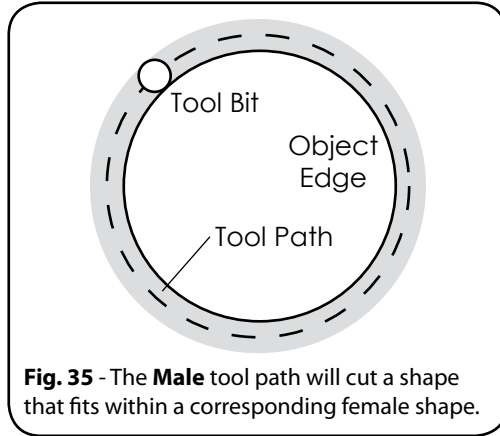 Tool Bit
Object
Edge
Tool Path
Fig. 35 - The Male tool path will cut a shape
that fits within a corresponding female shape.